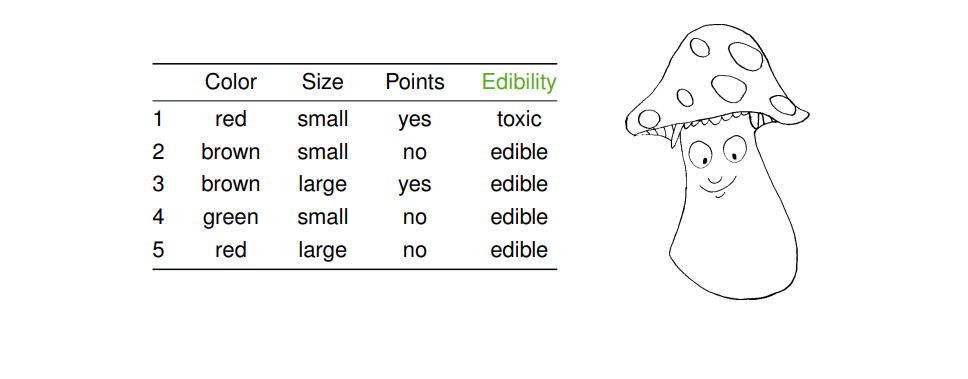 Color Size Points Edibility
1 red small yes toxic
2 brown small no edible
3 brown large yes edible
4 green small no edible
5 red large no edible